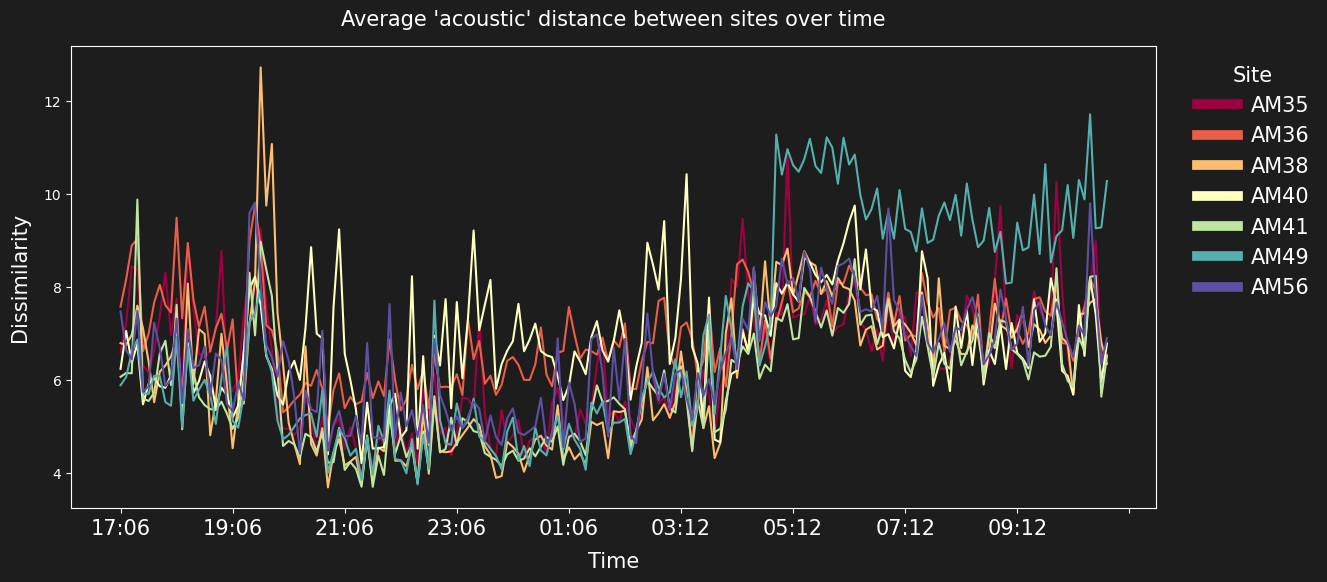 Average 'acoustic' distance between sites over time
Dissimilarity
12
10
8
6
4
17:06 19:06 21:06 23:06 01:06 03:12 05:12 07:12 09:12
Time
Site
AM35
AM36
AM38
AM40
AM41
AM49
AM56